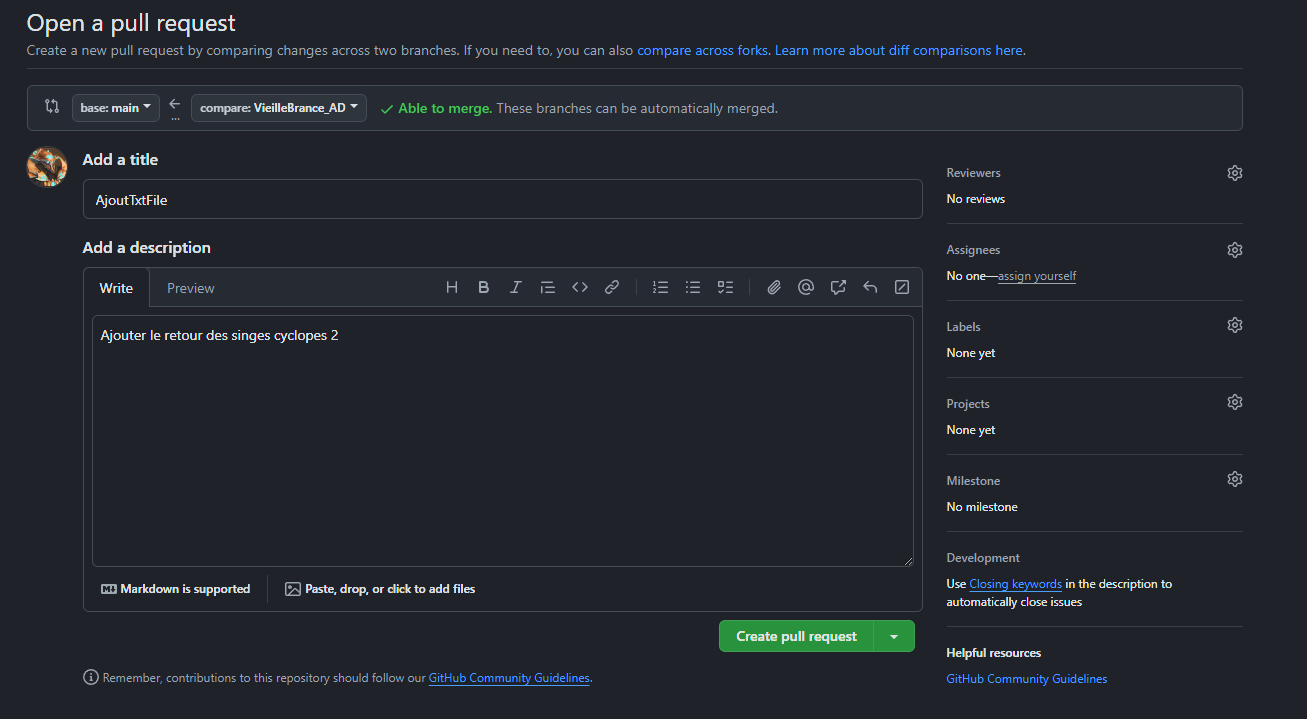 Open a pull request
Create a new pull request by comparing changes across two branches. If you need to, you can also compare across forks. Learn more about diff comparisons here.
base: main
...
compare: VieilleBrance_AD
Able to merge. These branches can be automatically merged.
Add a title
AjoutTxtFile
Add a description
Write
Preview
Ajouter le retour des singes cyclopes 2
Markdown is supported
Paste, drop, or click to add files
Create pull request
Remember, contributions to this repository should follow our GitHub Community Guidelines.
Reviewers
No reviews
Assignees
No one—assign yourself
Labels
None yet
Projects
None yet
Milestone
No milestone
Development
Use Closing keywords in the description to
automatically close issues
Helpful resources
GitHub Community Guidelines